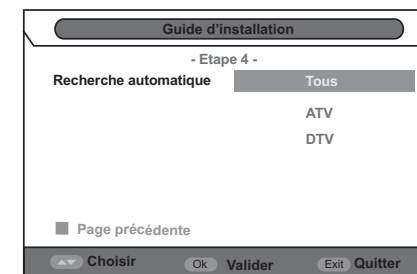 Guide d'installation
- Etape 4 -
Recherche automatique Tous
ATV
DTV
Page précédente
Choisir Ok Valider Exit Quitter